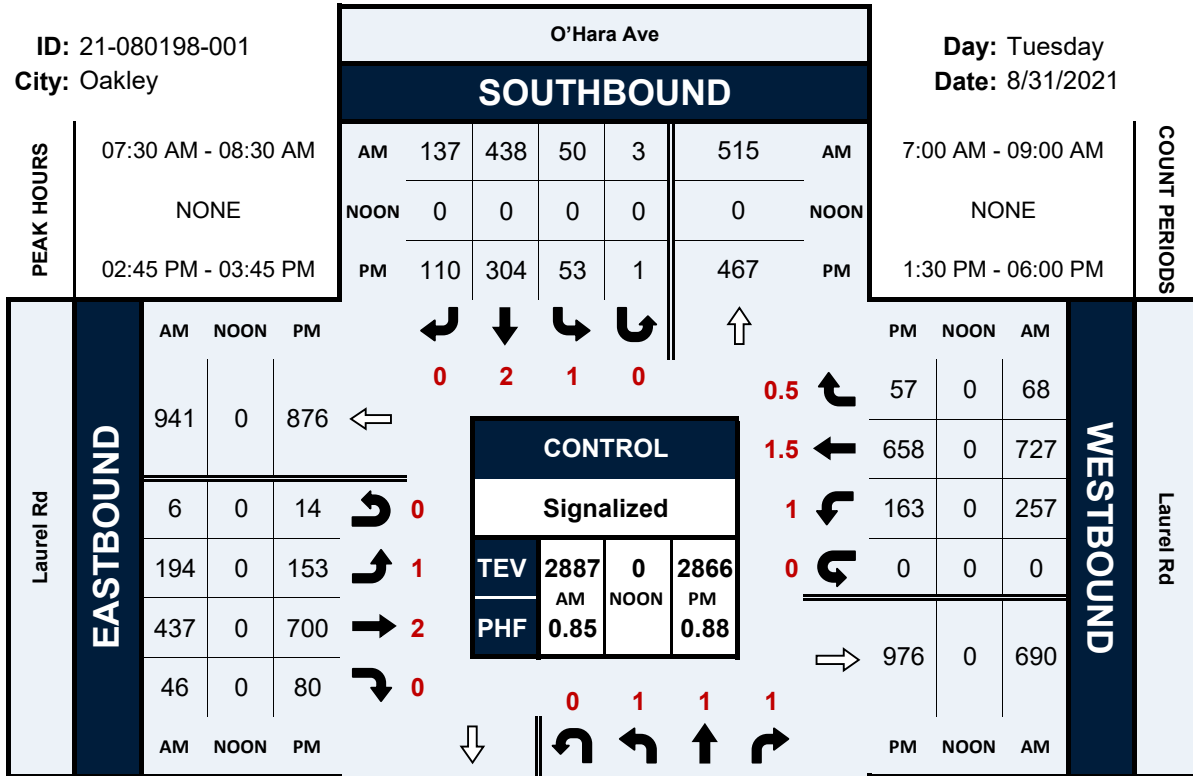 O'Hara Ave
ID: 21-080198-001
Day: Tuesday
City: Oakley
Date: 8/31/2021
SOUTHBOUND
PEAK HOURS
07:30 AM - 08:30 AM
NONE
02:45 PM - 03:45 PM
AM 137 438 50 3 515 AM
NOON 0 0 0 0 0 NOON
PM 110 304 53 1 467 PM
7:00 AM - 09:00 AM
NONE
1:30 PM - 06:00 PM
COUNT PERIODS
0 2 1 0
Laurel Rd
EASTBOUND
AM NOON PM
941 0 876
6 0 14 0
194 0 153 1
437 0 700 2
46 0 80 0
AM NOON PM
CONTROL
Signalized
TEV 2887 0 2866
AM NOON PM
PHF 0.85 0.88
PM NOON AM
0.5 57 0 68
1.5 658 0 727
1 163 0 257
0 0 0 0
976 0 690
PM NOON AM
WESTBOUND
Laurel Rd
0 1 1 1